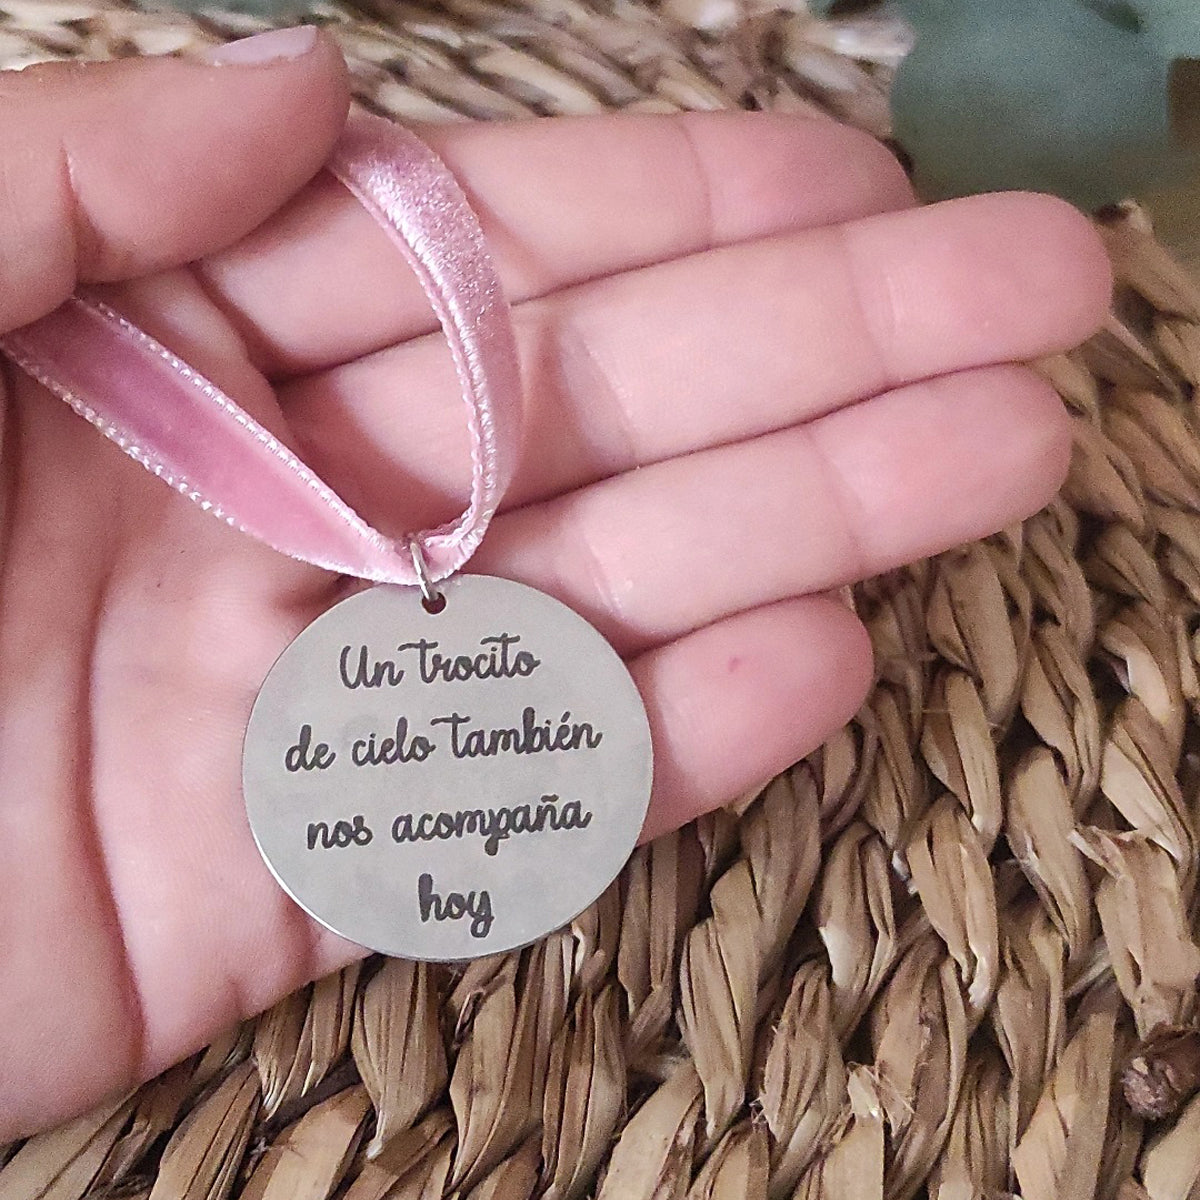 Un trocito
de cielo también
nos acompaña
hoy